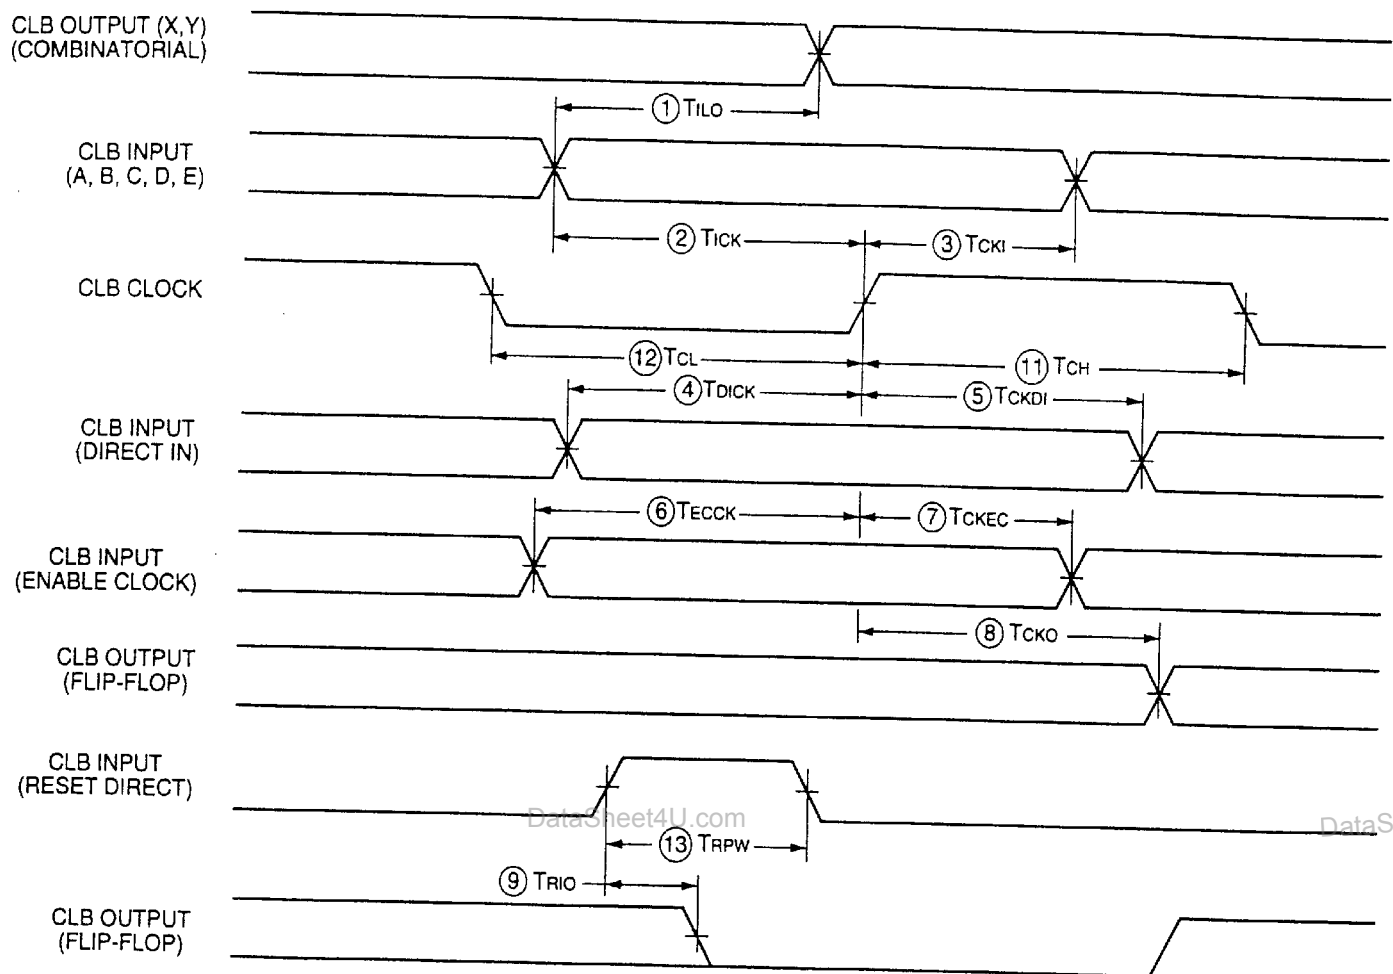 CLB OUTPUT (X,Y)
(COMBINATORIAL)
① TILO
CLB INPUT
(A, B, C, D, E)
② TICK
③ TCKI
CLB CLOCK
⑫ TCL
⑪ TCH
④ TDICK
⑤ TCKDI
CLB INPUT
(DIRECT IN)
⑥ TECCK
⑦ TCKEC
CLB INPUT
(ENABLE CLOCK)
⑧ TCKO
CLB OUTPUT
(FLIP-FLOP)
CLB INPUT
(RESET DIRECT)
DataSheet4U.com
DataS
⑬ TRPW
⑨ TRIO
CLB OUTPUT
(FLIP-FLOP)